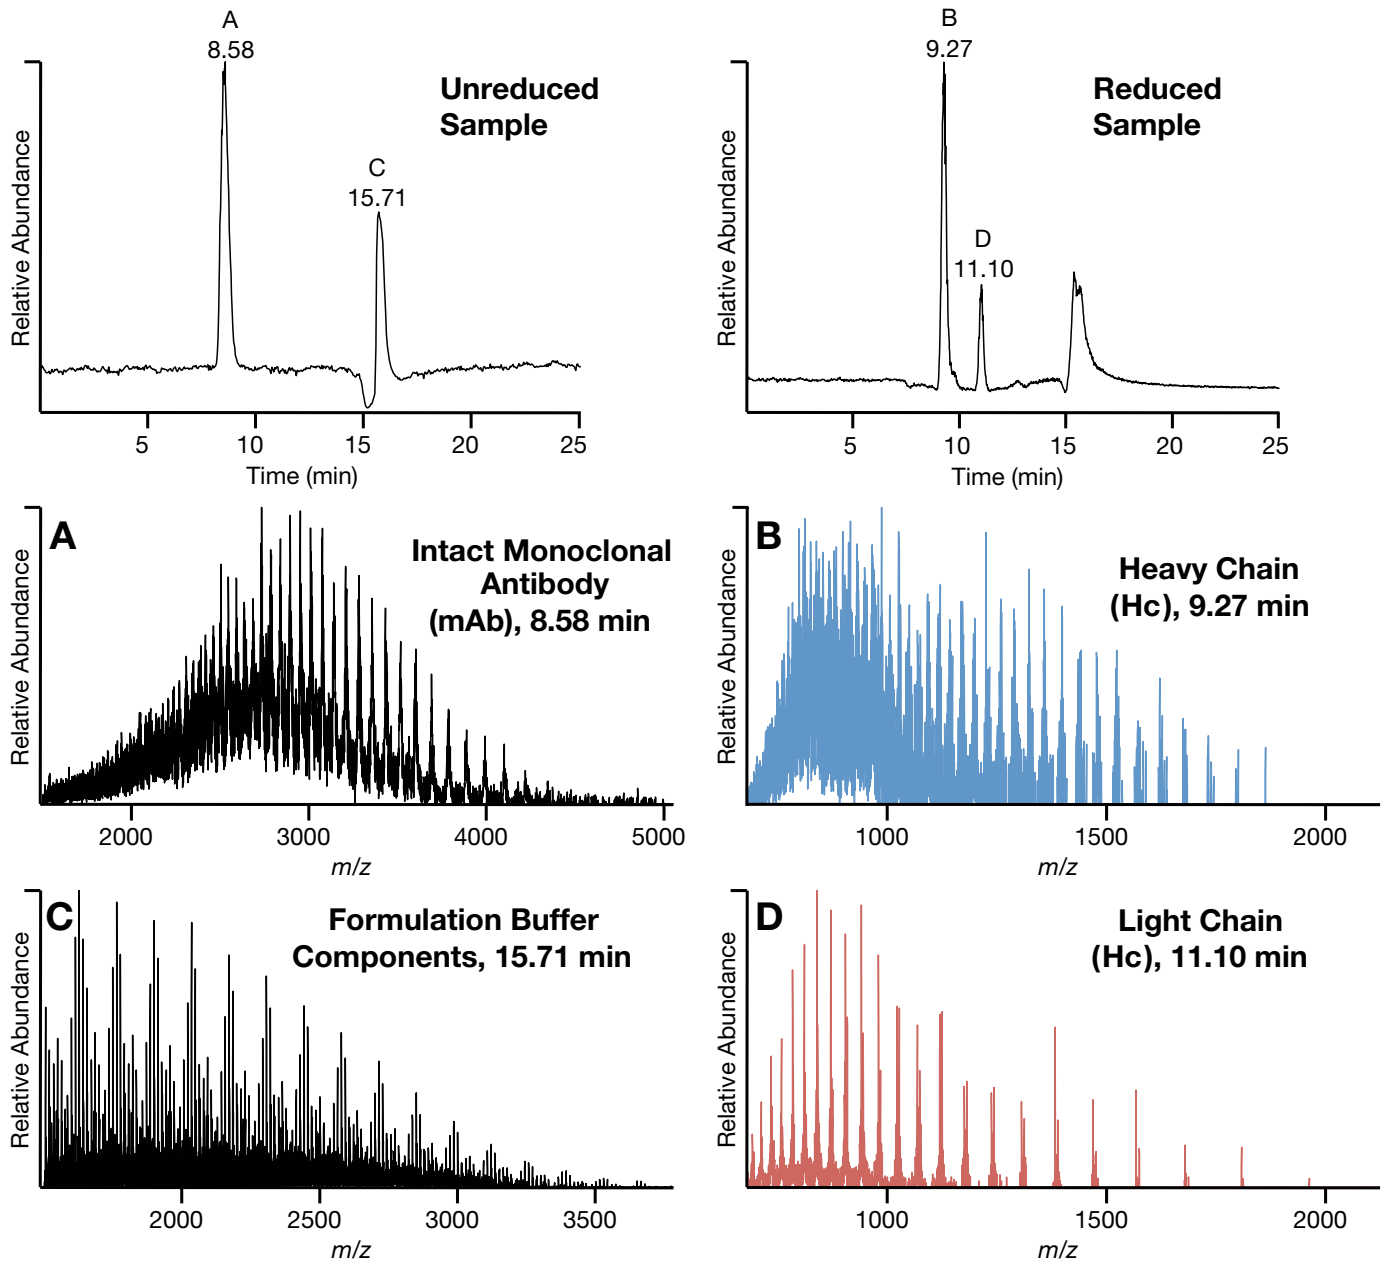 A
8.58
C
15.71
Unreduced
Sample
Relative Abundance
5
10
15
20
25
Time (min)
B
9.27
D
11.10
Reduced
Sample
Relative Abundance
5
10
15
20
25
Time (min)
A
Intact Monoclonal
Antibody
(mAb), 8.58 min
Relative Abundance
2000
3000
4000
5000
m/z
B
Heavy Chain
(Hc), 9.27 min
Relative Abundance
1000
1500
2000
m/z
C
Formulation Buffer
Components, 15.71 min
Relative Abundance
2000
2500
3000
3500
m/z
D
Light Chain
(Hc), 11.10 min
Relative Abundance
1000
1500
2000
m/z